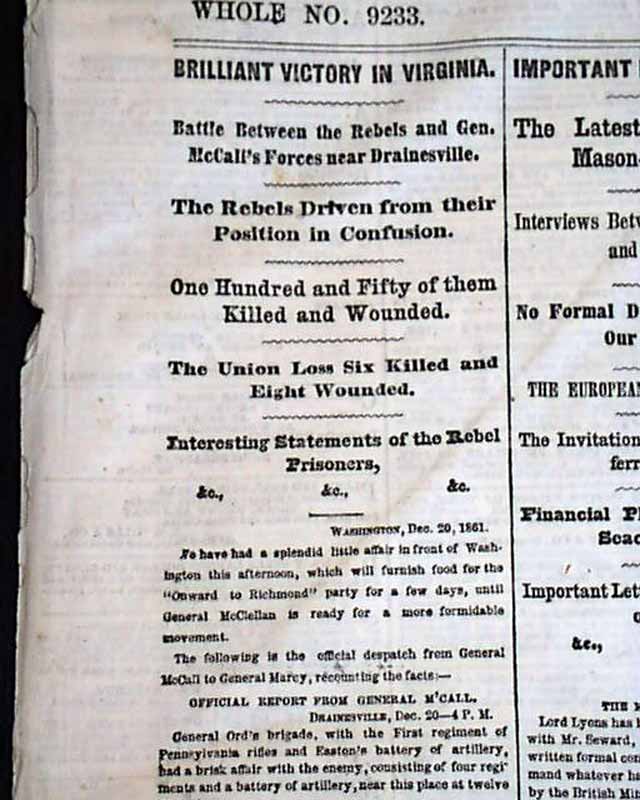 WHOLE NO. 9233.
BRILLIANT VICTORY IN VIRGINIA.
Battle Between the Rebels and Gen.
McCall's Forces near Drainesville.
The Rebels Driven from their
Position in Confusion.
One Hundred and Fifty of them
Killed and Wounded.
The Union Loss Six Killed and
Eight Wounded.
Interesting Statements of the Rebel
Prisoners,
&c., &c., &c.
WASHINGTON, Dec. 20, 1861.
We have had a splendid little affair in front of Wash-
ington this afternoon, which will furnish food for the
"Onward to Richmond" party for a few days, until
General McClellan is ready for a more formidable
movement.
The following is the official despatch from General
McCall to General Marcy, recounting the facts:—
OFFICIAL REPORT FROM GENERAL M'CALL.
DRAINESVILLE, Dec. 20—4 P. M.
General Ord's brigade, with the First regiment of
Pennsylvania rifles and Easton's battery of artillery,
had a brisk affair with the enemy, consisting of four regi-
ments and a battery of artillery, near this place at twelve
IMPORTANT
The Latest
Mason
Interviews Betw
and
No Formal D
Our
THE EUROPEAN
The Invitation
ferr
Financial Pl
Seac
Important Let
&c.,
THE M
Lord Lyons has h
with Mr. Seward,
written formal com
mand whatever ha
by the British Min